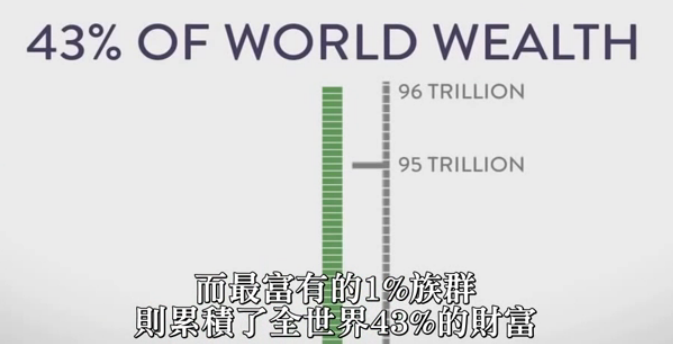 43% OF WORLD WEALTH
96 TRILLION
95 TRILLION
而最富有的1%族群
則累積了全世界43%的財富